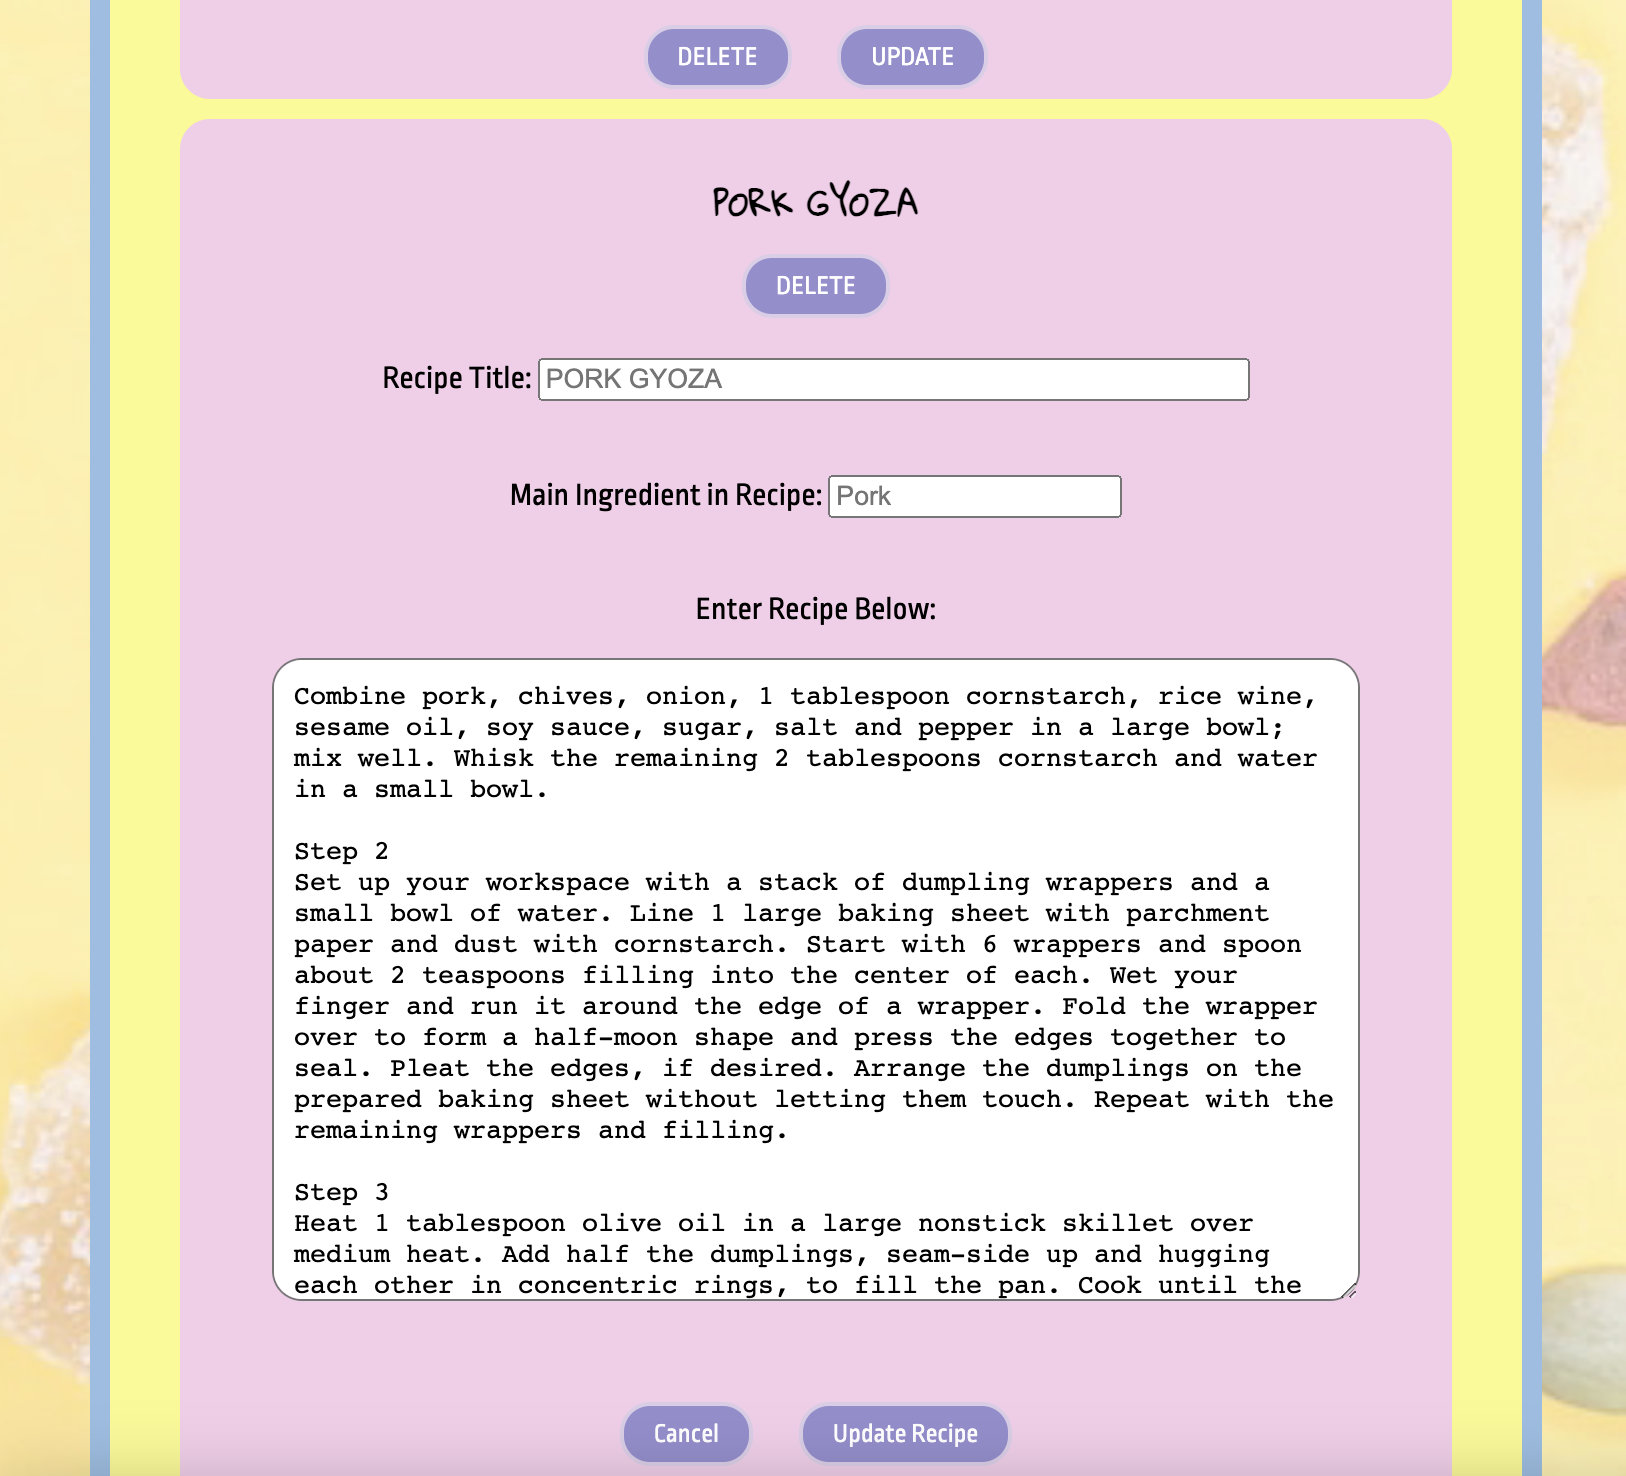 DELETE UPDATE
PORK GYOZA
DELETE
Recipe Title: PORK GYOZA
Main Ingredient in Recipe: Pork
Enter Recipe Below:
Combine pork, chives, onion, 1 tablespoon cornstarch, rice wine,
sesame oil, soy sauce, sugar, salt and pepper in a large bowl;
mix well. Whisk the remaining 2 tablespoons cornstarch and water
in a small bowl.
Step 2
Set up your workspace with a stack of dumpling wrappers and a
small bowl of water. Line 1 large baking sheet with parchment
paper and dust with cornstarch. Start with 6 wrappers and spoon
about 2 teaspoons filling into the center of each. Wet your
finger and run it around the edge of a wrapper. Fold the wrapper
over to form a half-moon shape and press the edges together to
seal. Pleat the edges, if desired. Arrange the dumplings on the
prepared baking sheet without letting them touch. Repeat with the
remaining wrappers and filling.
Step 3
Heat 1 tablespoon olive oil in a large nonstick skillet over
medium heat. Add half the dumplings, seam-side up and hugging
each other in concentric rings, to fill the pan. Cook until the
Cancel Update Recipe